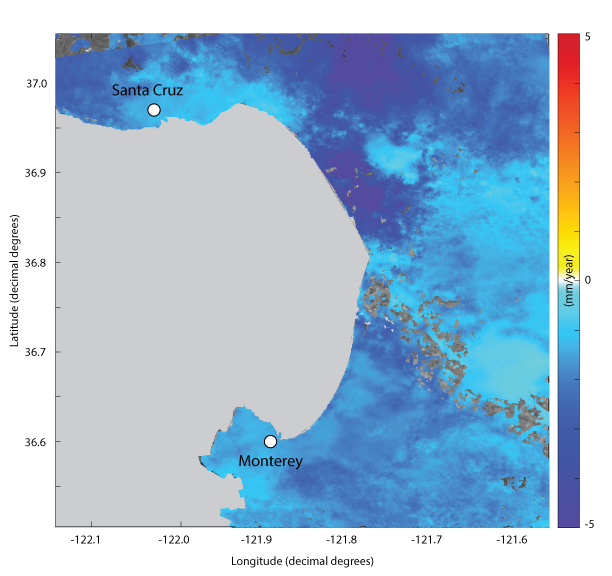 5
37.0
Santa Cruz
36.9
36.8
0
(mm/year)
Latitude (decimal degrees)
36.7
36.6
Monterey
-5
-122.1
-122.0
-121.9
-121.8
-121.7
-121.6
Longitude (decimal degrees)